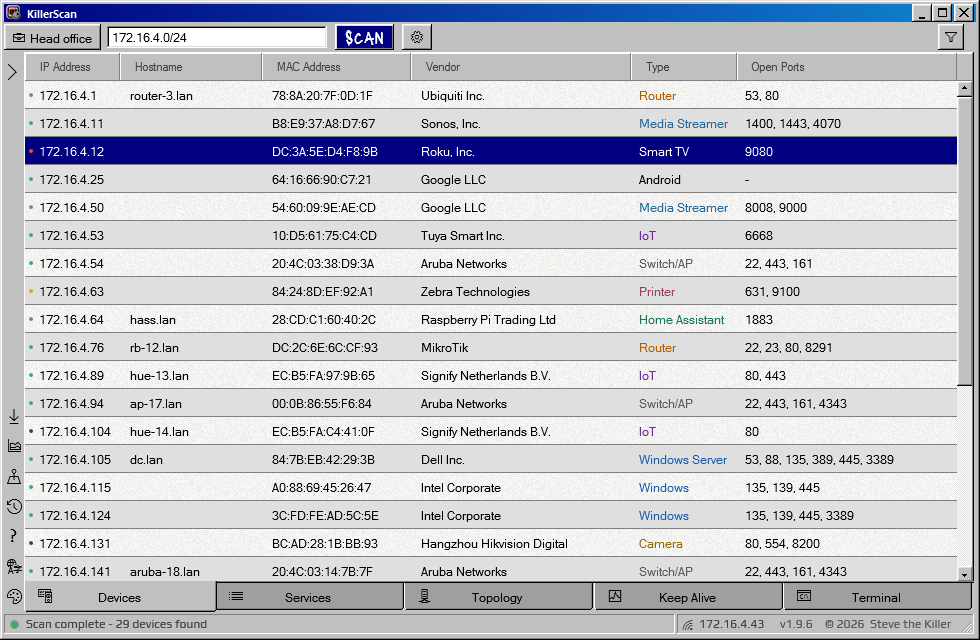 KillerScan
Head office 172.16.4.0/24 SCAN
IP Address Hostname MAC Address Vendor Type Open Ports
172.16.4.1 router-3.lan 78:8A:20:7F:0D:1F Ubiquiti Inc. Router 53, 80
172.16.4.11 B8:E9:37:A8:D7:67 Sonos, Inc. Media Streamer 1400, 1443, 4070
172.16.4.12 DC:3A:5E:D4:F8:9B Roku, Inc. Smart TV 9080
172.16.4.25 64:16:66:90:C7:21 Google LLC Android -
172.16.4.50 54:60:09:9E:AE:CD Google LLC Media Streamer 8008, 9000
172.16.4.53 10:D5:61:75:C4:CD Tuya Smart Inc. IoT 6668
172.16.4.54 20:4C:03:38:D9:3A Aruba Networks Switch/AP 22, 443, 161
172.16.4.63 84:24:8D:EF:92:A1 Zebra Technologies Printer 631, 9100
172.16.4.64 hass.lan 28:CD:C1:60:40:2C Raspberry Pi Trading Ltd Home Assistant 1883
172.16.4.76 rb-12.lan DC:2C:6E:6C:CF:93 MikroTik Router 22, 23, 80, 8291
172.16.4.89 hue-13.lan EC:B5:FA:97:9B:65 Signify Netherlands B.V. IoT 80, 443
172.16.4.94 ap-17.lan 00:0B:86:55:F6:84 Aruba Networks Switch/AP 22, 443, 161, 4343
172.16.4.104 hue-14.lan EC:B5:FA:C4:41:0F Signify Netherlands B.V. IoT 80
172.16.4.105 dc.lan 84:7B:EB:42:29:3B Dell Inc. Windows Server 53, 88, 135, 389, 445, 3389
172.16.4.115 A0:88:69:45:26:47 Intel Corporate Windows 135, 139, 445
172.16.4.124 3C:FD:FE:AD:5C:5E Intel Corporate Windows 135, 139, 445, 3389
172.16.4.131 BC:AD:28:1B:BB:93 Hangzhou Hikvision Digital Camera 80, 554, 8200
172.16.4.141 aruba-18.lan 20:4C:03:14:7B:7F Aruba Networks Switch/AP 22, 443, 161, 4343
Devices Services Topology Keep Alive Terminal
Scan complete - 29 devices found 172.16.4.43 v1.9.6 © 2026 Steve the Killer